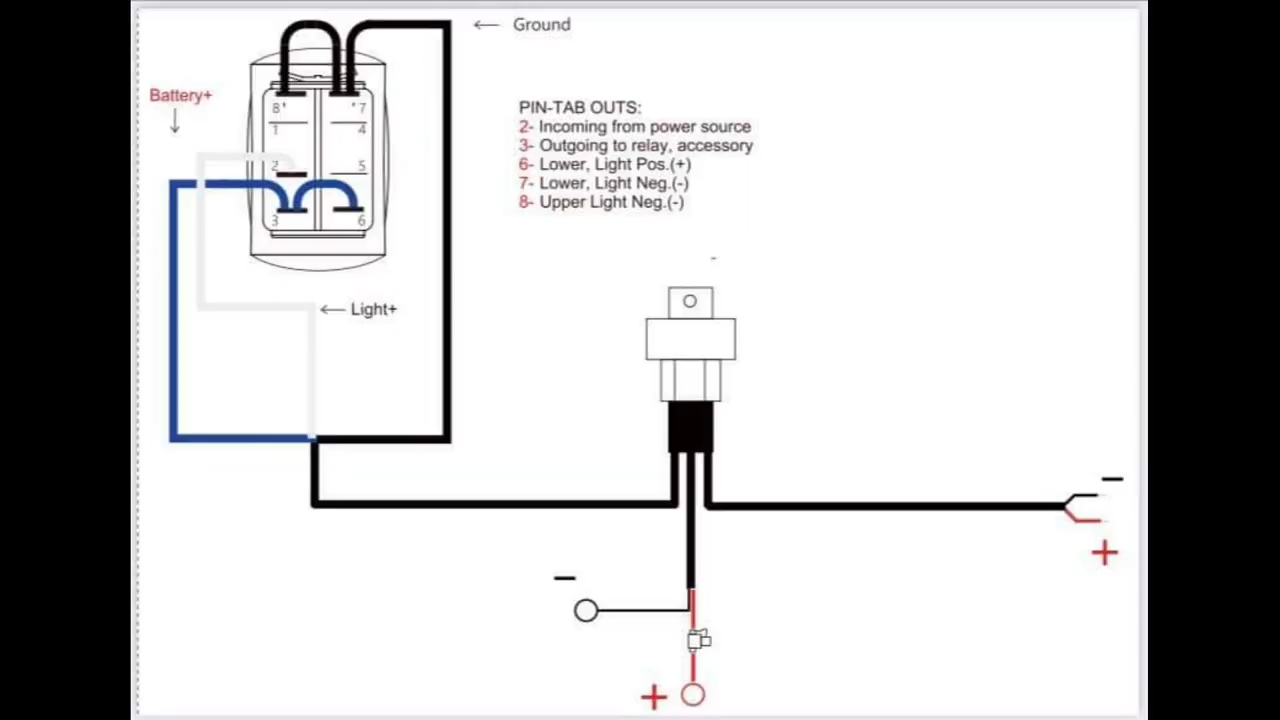 Ground
Battery+
8' '7
1 4
2 5
3 6
PIN-TAB OUTS:
2- Incoming from power source
3- Outgoing to relay, accessory
6- Lower, Light Pos.(+)
7- Lower, Light Neg.(-)
8- Upper Light Neg.(-)
Light+
-
+
-
+